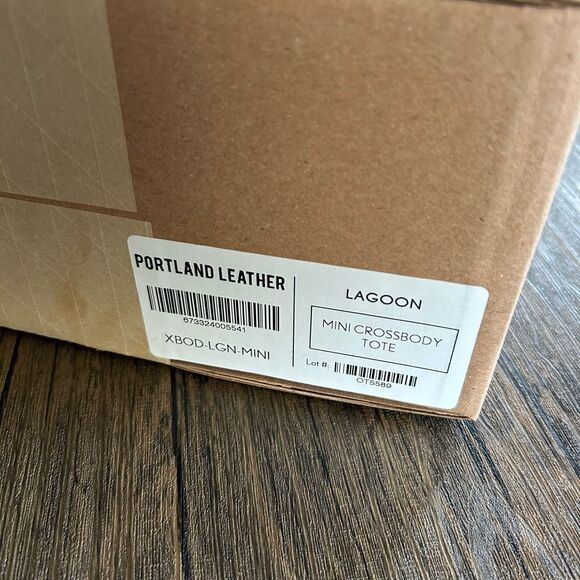 PORTLAND LEATHER
673324005541
XBOD-LGN-MINI
LAGOON
MINI CROSSBODY
TOTE
Lot #:
OT5589